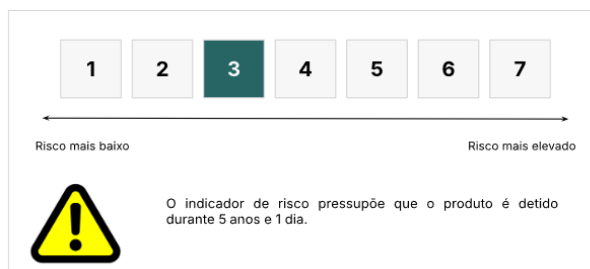 1 2 3 4 5 6 7
Risco mais baixo Risco mais elevado
!
O indicador de risco pressupõe que o produto é detido
durante 5 anos e 1 dia.